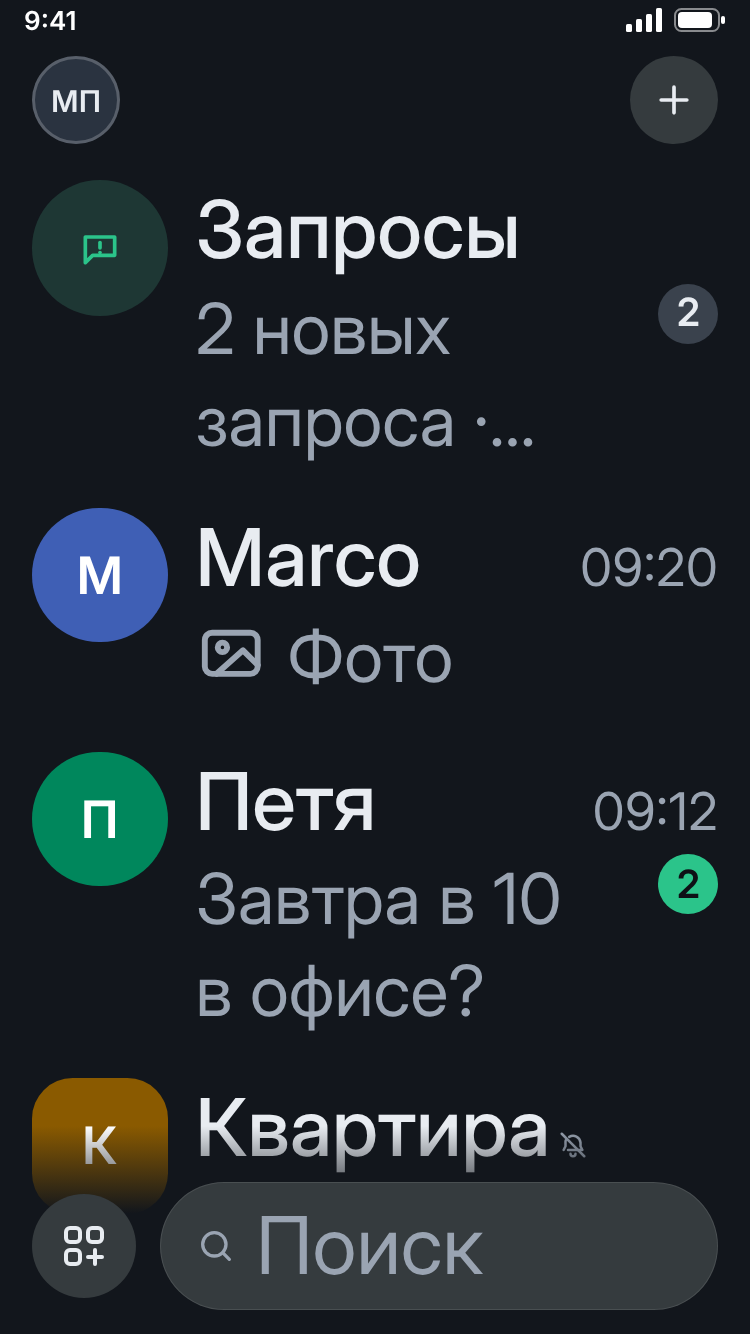 9:41
МП
Запросы
2 новых
2
запроса ·...
M
Marco
09:20
Фото
П
Петя
09:12
Завтра в 10
2
в офисе?
К
Квартира
Поиск